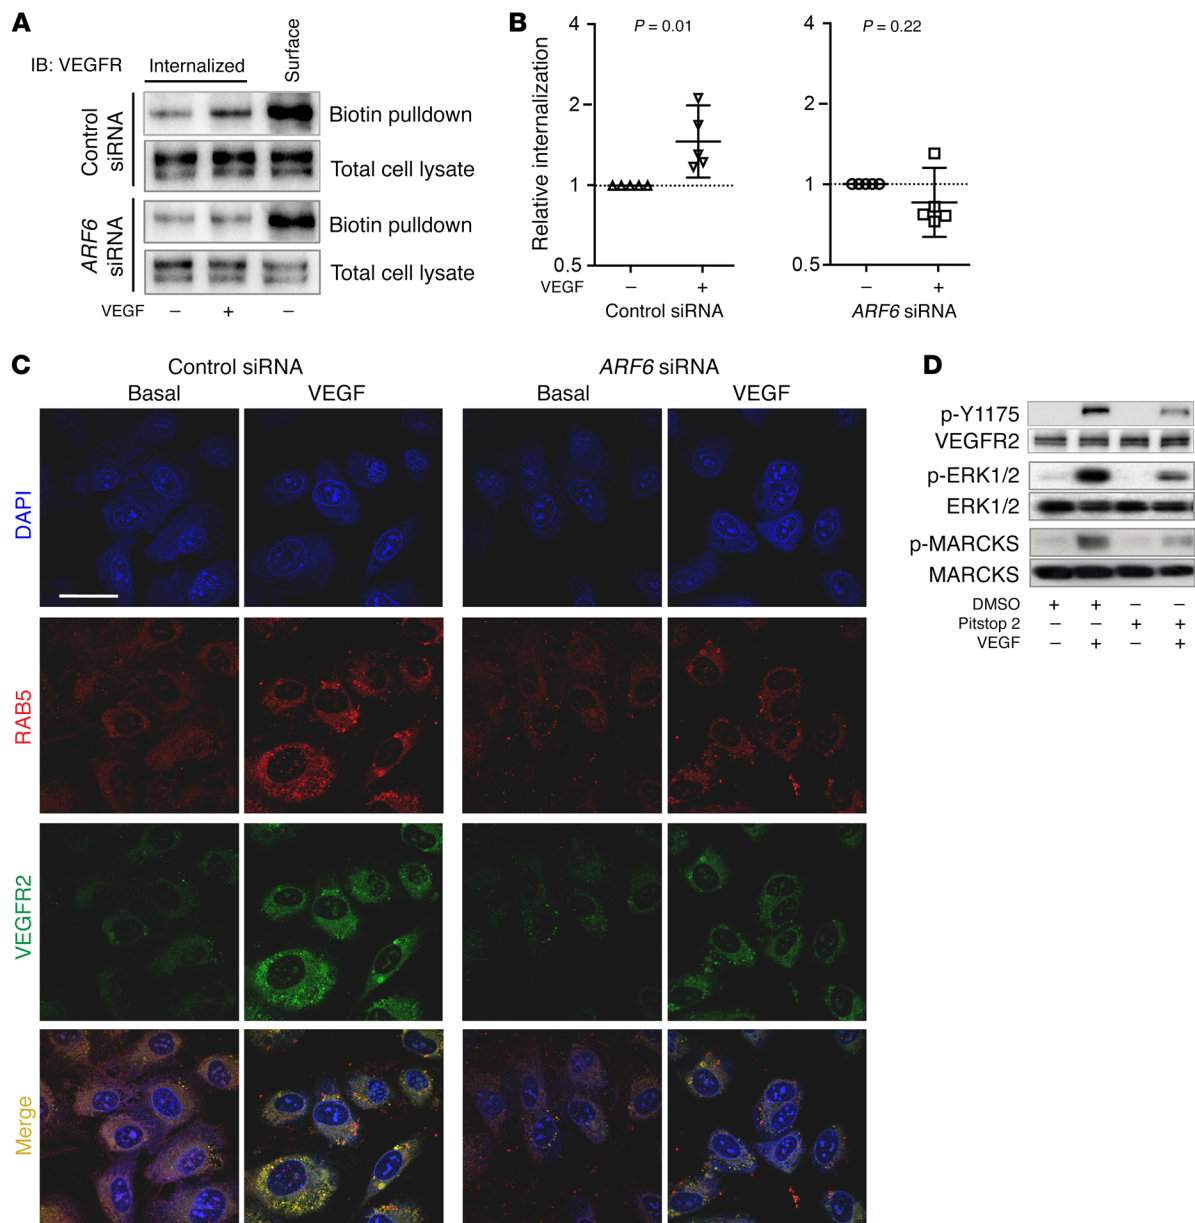 A
IB: VEGFR
Internalized
Surface
Control
siRNA
Biotin pulldown
Total cell lysate
ARF6
siRNA
Biotin pulldown
Total cell lysate
VEGF – + –
B
Relative internalization
4
2
1
0.5
P = 0.01
VEGF – +
Control siRNA
4
2
1
0.5
P = 0.22
– +
ARF6 siRNA
C
Control siRNA
ARF6 siRNA
Basal VEGF Basal VEGF
DAPI
RAB5
VEGFR2
Merge
D
p-Y1175
VEGFR2
p-ERK1/2
ERK1/2
p-MARCKS
MARCKS
DMSO + + – –
Pitstop 2 – – + +
VEGF – + – +